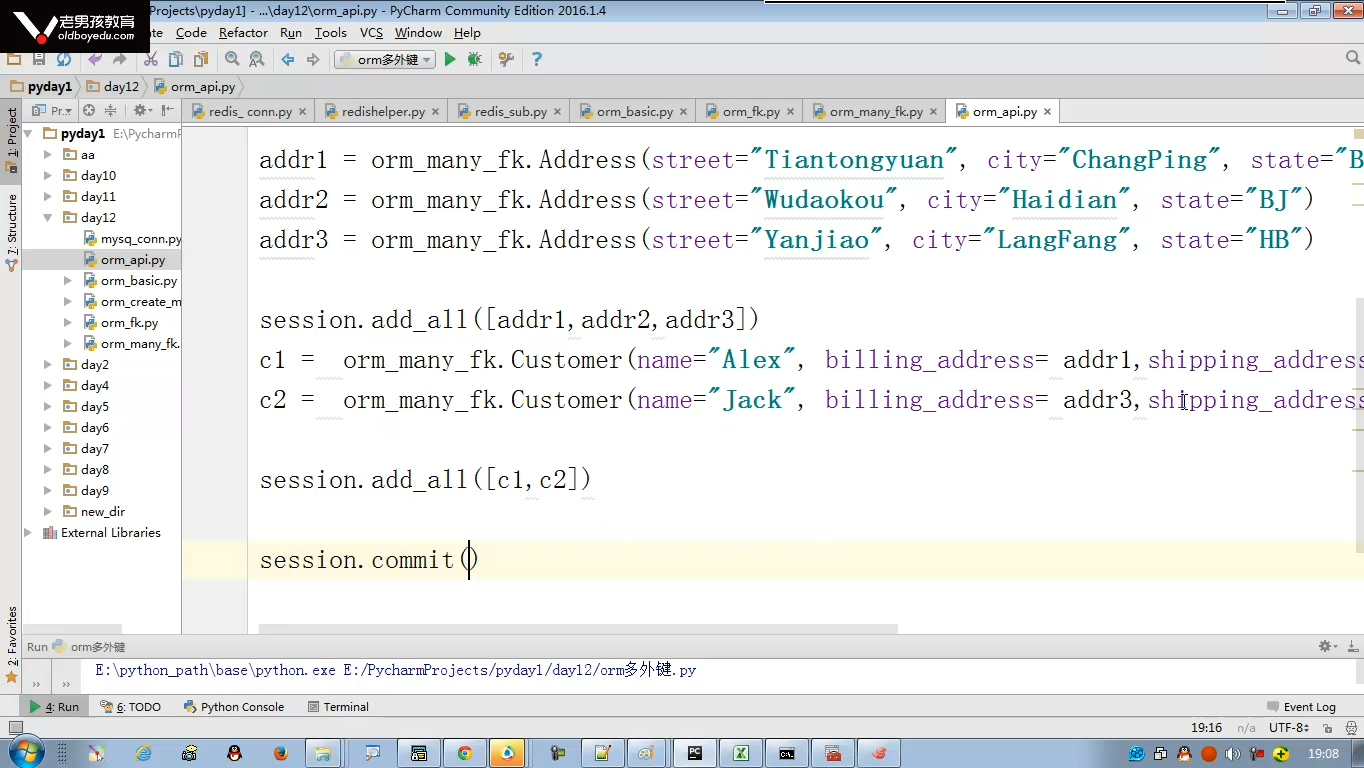 老男孩教育
oldboyedu.com
Projects\pyday1] - ...\day12\orm_api.py - PyCharm Community Edition 2016.1.4
ate Code Refactor Run Tools VCS Window Help
orm多外键
pyday1 day12 orm_api.py
Pr.
redis_ conn.py redishelper.py redis_sub.py orm_basic.py orm_fk.py orm_many_fk.py orm_api.py
1: Project
Z: Structure
2: Favorites
pyday1 E:\PycharmP
aa
day10
day11
day12
mysq_conn.py
orm_api.py
orm_basic.py
orm_create_m
orm_fk.py
orm_many_fk.
day2
day4
day5
day6
day7
day8
day9
new_dir
External Libraries
addr1 = orm_many_fk.Address(street="Tiantongyuan", city="ChangPing", state="B
addr2 = orm_many_fk.Address(street="Wudaokou", city="Haidian", state="BJ")
addr3 = orm_many_fk.Address(street="Yanjiao", city="LangFang", state="HB")
session.add_all([addr1,addr2,addr3])
c1 =  orm_many_fk.Customer(name="Alex", billing_address= addr1,shipping_address
c2 =  orm_many_fk.Customer(name="Jack", billing_address= addr3,shipping_address
session.add_all([c1,c2])
session.commit()
Run orm多外键
E:\python_path\base\python.exe E:/PycharmProjects/pyday1/day12/orm多外键.py
4: Run 6: TODO Python Console Terminal Event Log
19:16 n/a UTF-8
19:08